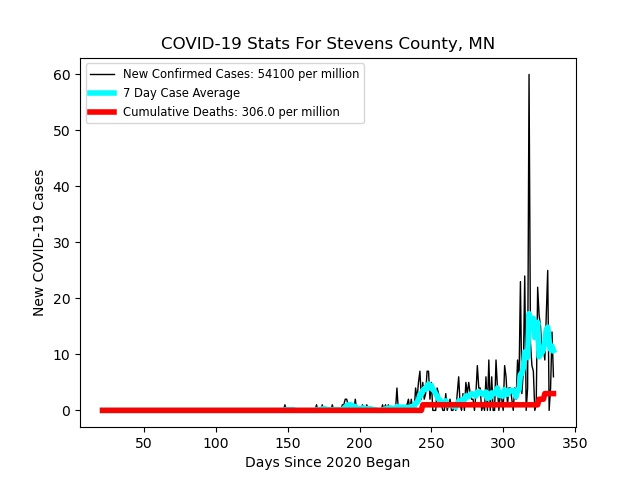 COVID-19 Stats For Stevens County, MN
New Confirmed Cases: 54100 per million
7 Day Case Average
Cumulative Deaths: 306.0 per million
New COVID-19 Cases
60
50
40
30
20
10
0
50 100 150 200 250 300 350
Days Since 2020 Began